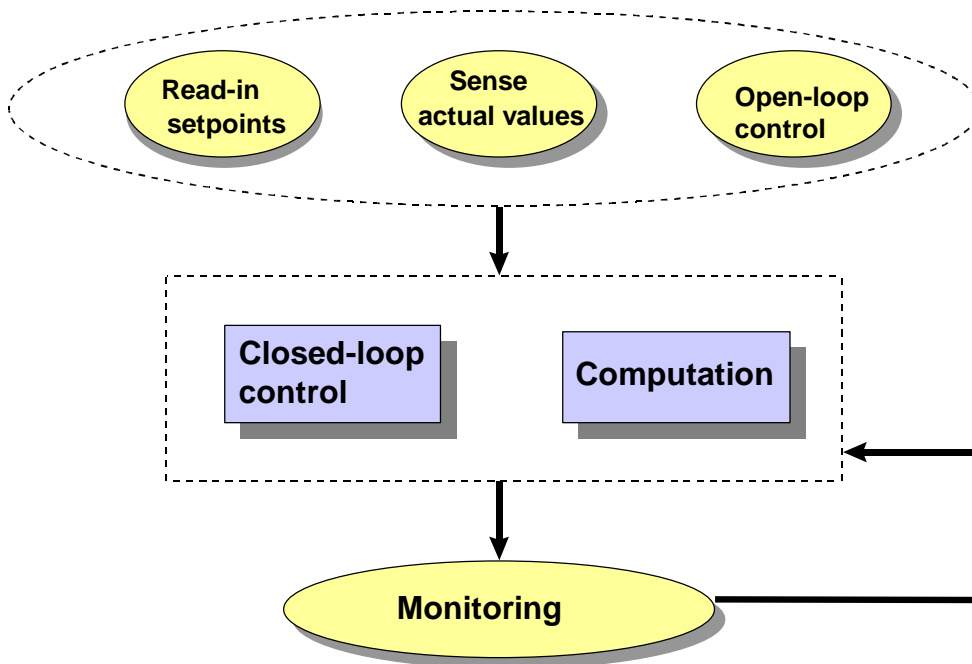 Read-in
setpoints
Sense
actual values
Open-loop
control
Closed-loop
control
Computation
Monitoring